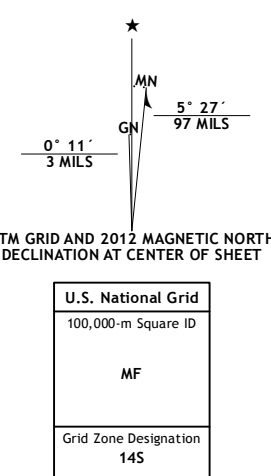 ★
MN
5° 27´
97 MILS
GN
0° 11´
3 MILS
TM GRID AND 2012 MAGNETIC NORTH
DECLINATION AT CENTER OF SHEET
U.S. National Grid
100,000-m Square ID
MF
Grid Zone Designation
14S